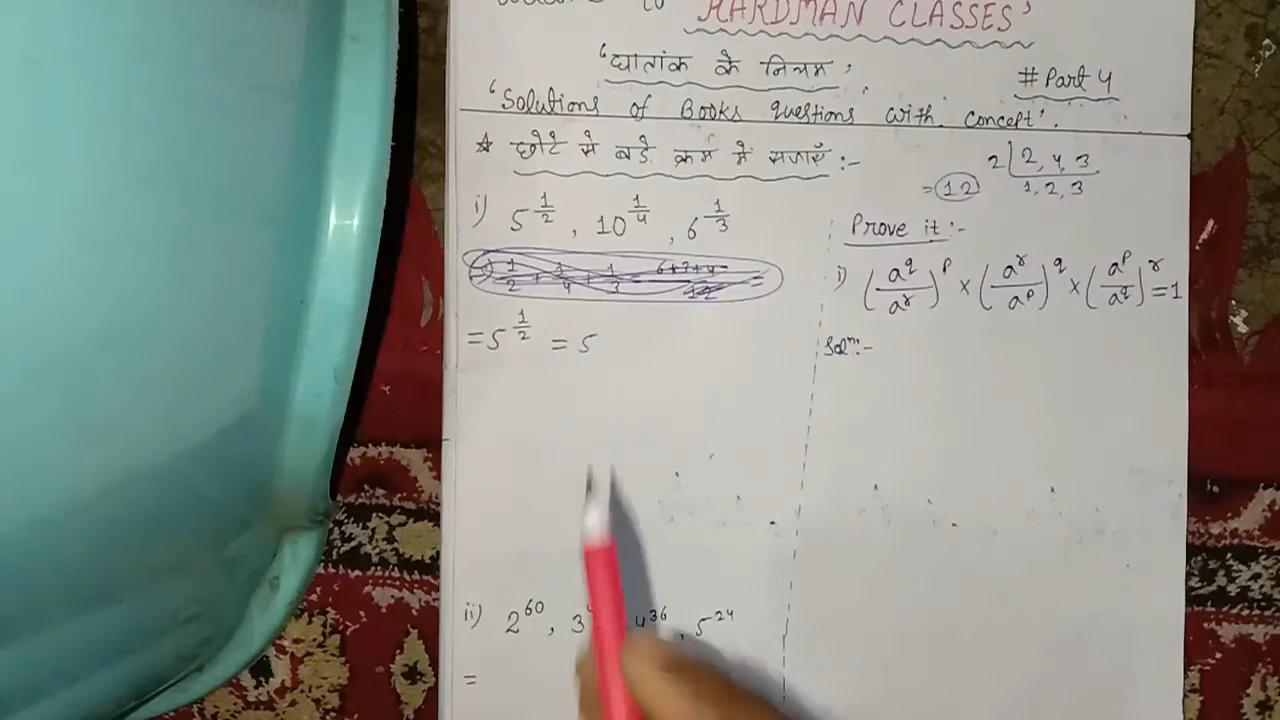 to 'HARDMAN CLASSES'
'घातांक के नियम'
# Part 4
'Solutions of Books questions with concept'.
☆ छोटे से बड़े क्रम में सजाएँ :-
2 | 2, 4, 3
= 12 1, 2, 3
i) 5^{1/2}, 10^{1/4}, 6^{1/3}
= 5^{1/2} = 5
ii) 2^{60}, 3 4^{36}, 5^{24}
=
Prove it :-
i) (a^q/a^r)^p × (a^r/a^p)^q × (a^p/a^q)^r = 1
Sol^n :-